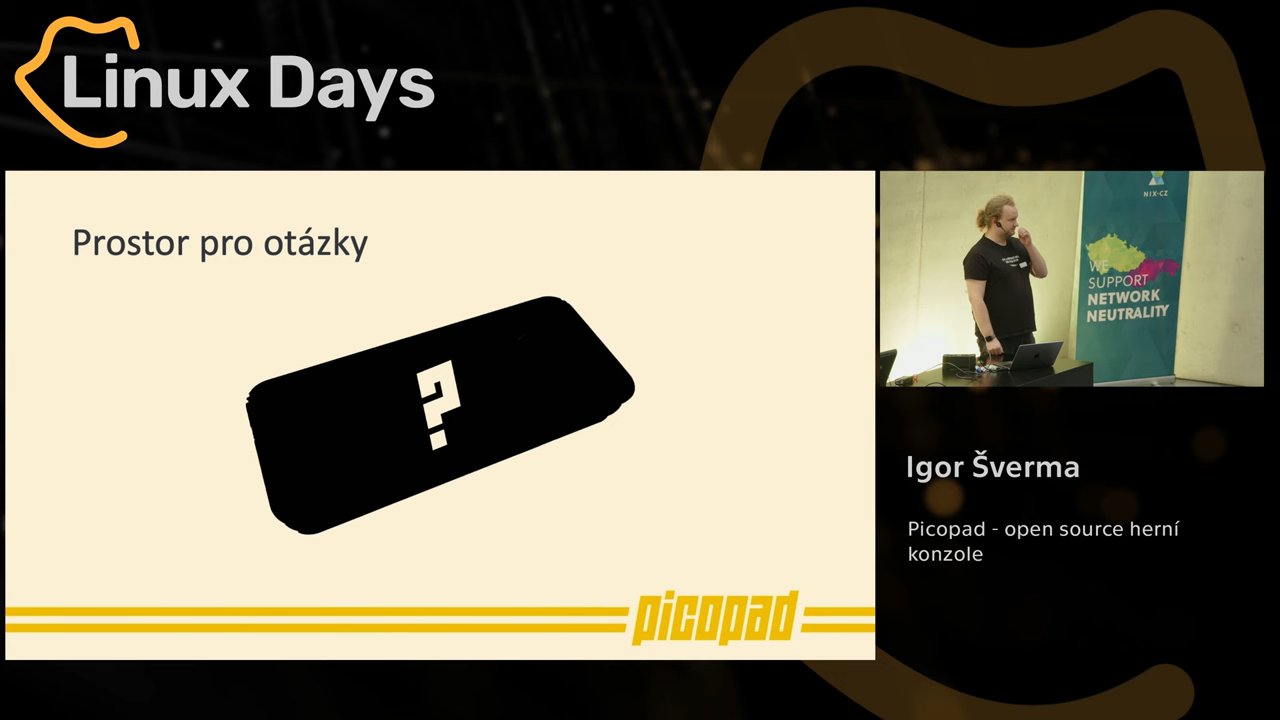 Linux Days
Prostor pro otázky
?
picopad
NIX·CZ
WE
SUPPORT
NETWORK
NEUTRALITY
Igor Šverma
Picopad - open source herní
konzole